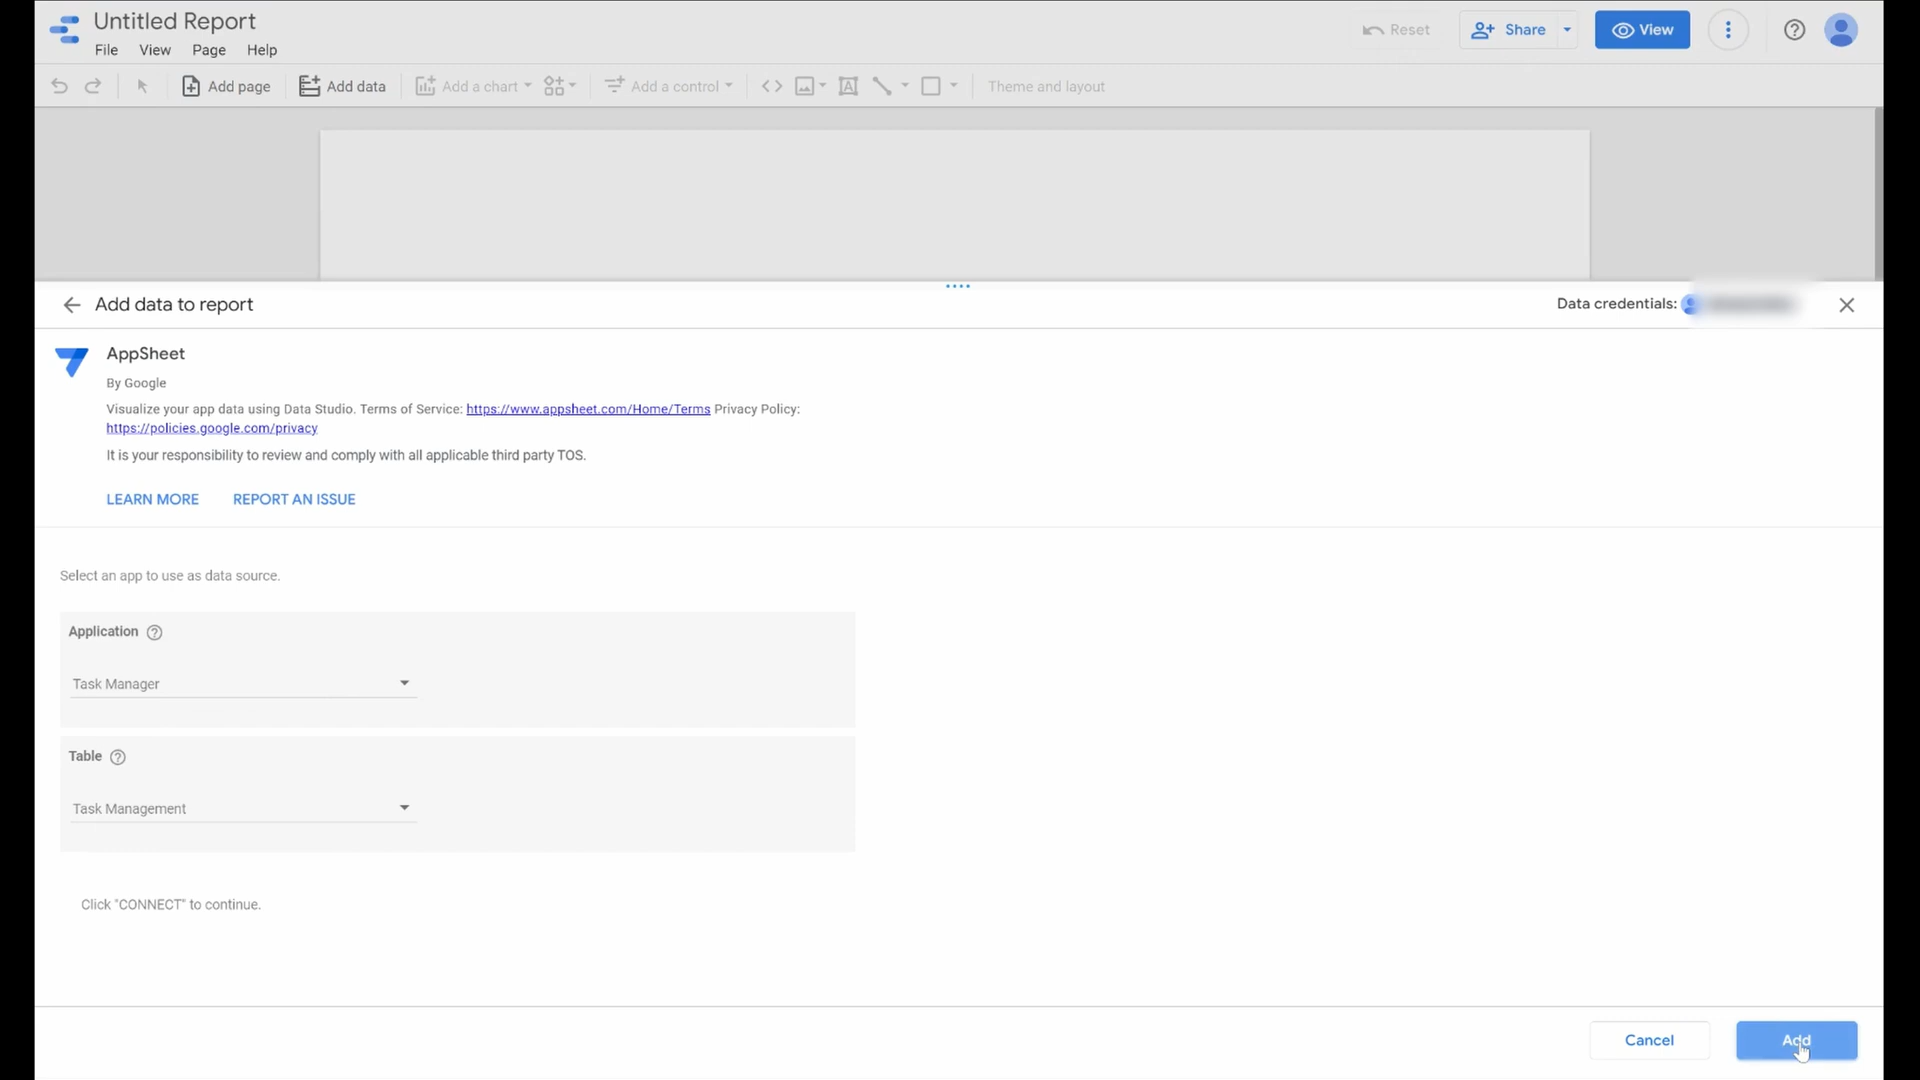 Untitled Report
File View Page Help
Reset Share View
Add page Add data Add a chart Add a control Theme and layout
Add data to report
Data credentials:
AppSheet
By Google
Visualize your app data using Data Studio. Terms of Service: https://www.appsheet.com/Home/Terms Privacy Policy:
https://policies.google.com/privacy
It is your responsibility to review and comply with all applicable third party TOS.
LEARN MORE REPORT AN ISSUE
Select an app to use as data source.
Application
Task Manager
Table
Task Management
Click "CONNECT" to continue.
Cancel Add